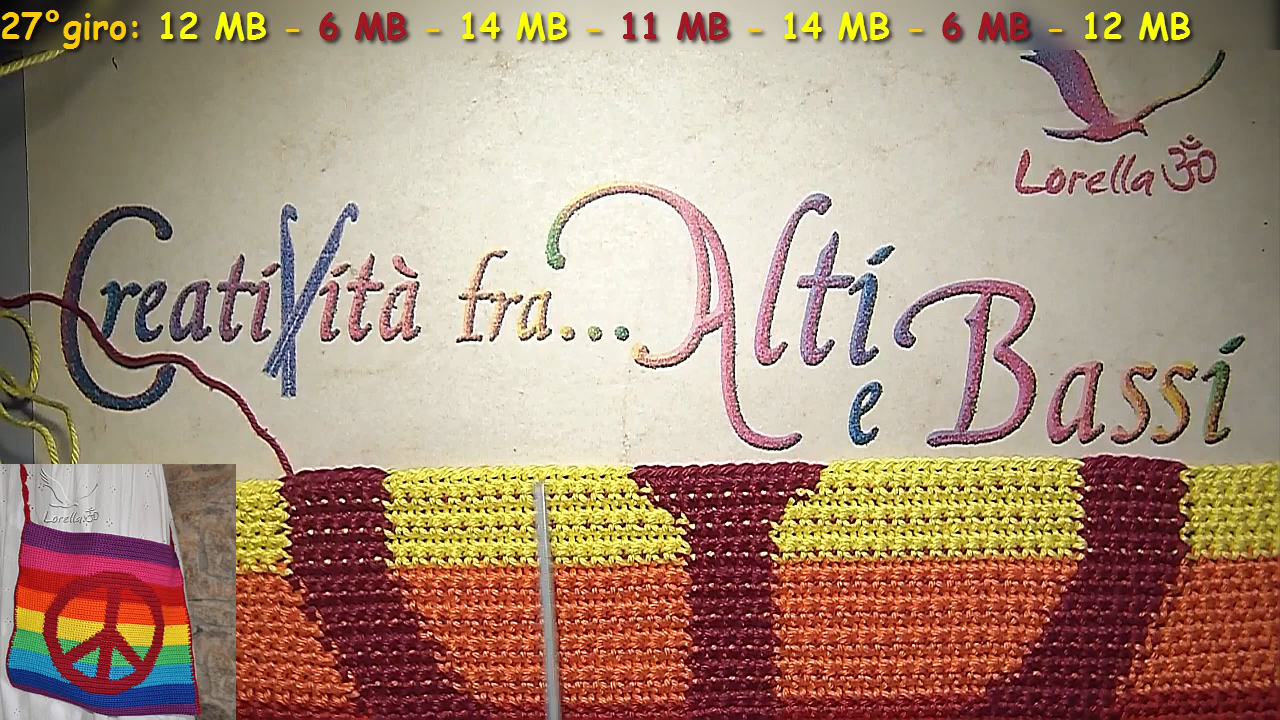 27°giro: 12 MB - 6 MB - 14 MB - 11 MB - 14 MB - 6 MB - 12 MB
Lorella ॐ
CreatiVità fra... Alti
e Bassi
Lorella ॐ